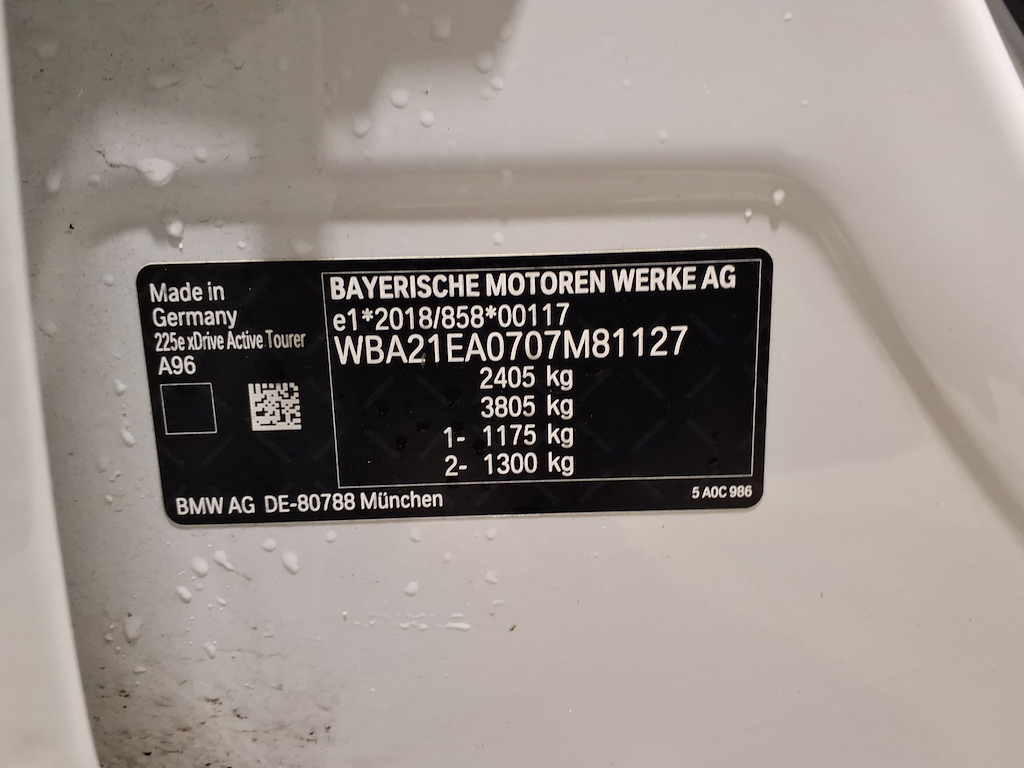 Made in
Germany
225e xDrive Active Tourer
A96
BAYERISCHE MOTOREN WERKE AG
e1*2018/858*00117
WBA21EA0707M81127
2405 kg
3805 kg
1- 1175 kg
2- 1300 kg
BMW AG DE-80788 München
5 A0C 986